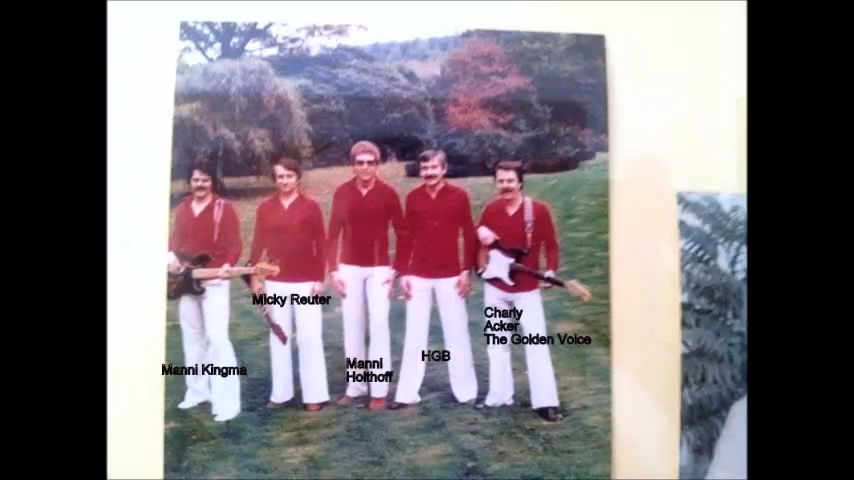 Micky Reuter
Charly
Acker
The Golden Voice
HGB
Manni
Holthoff
Manni Kingma